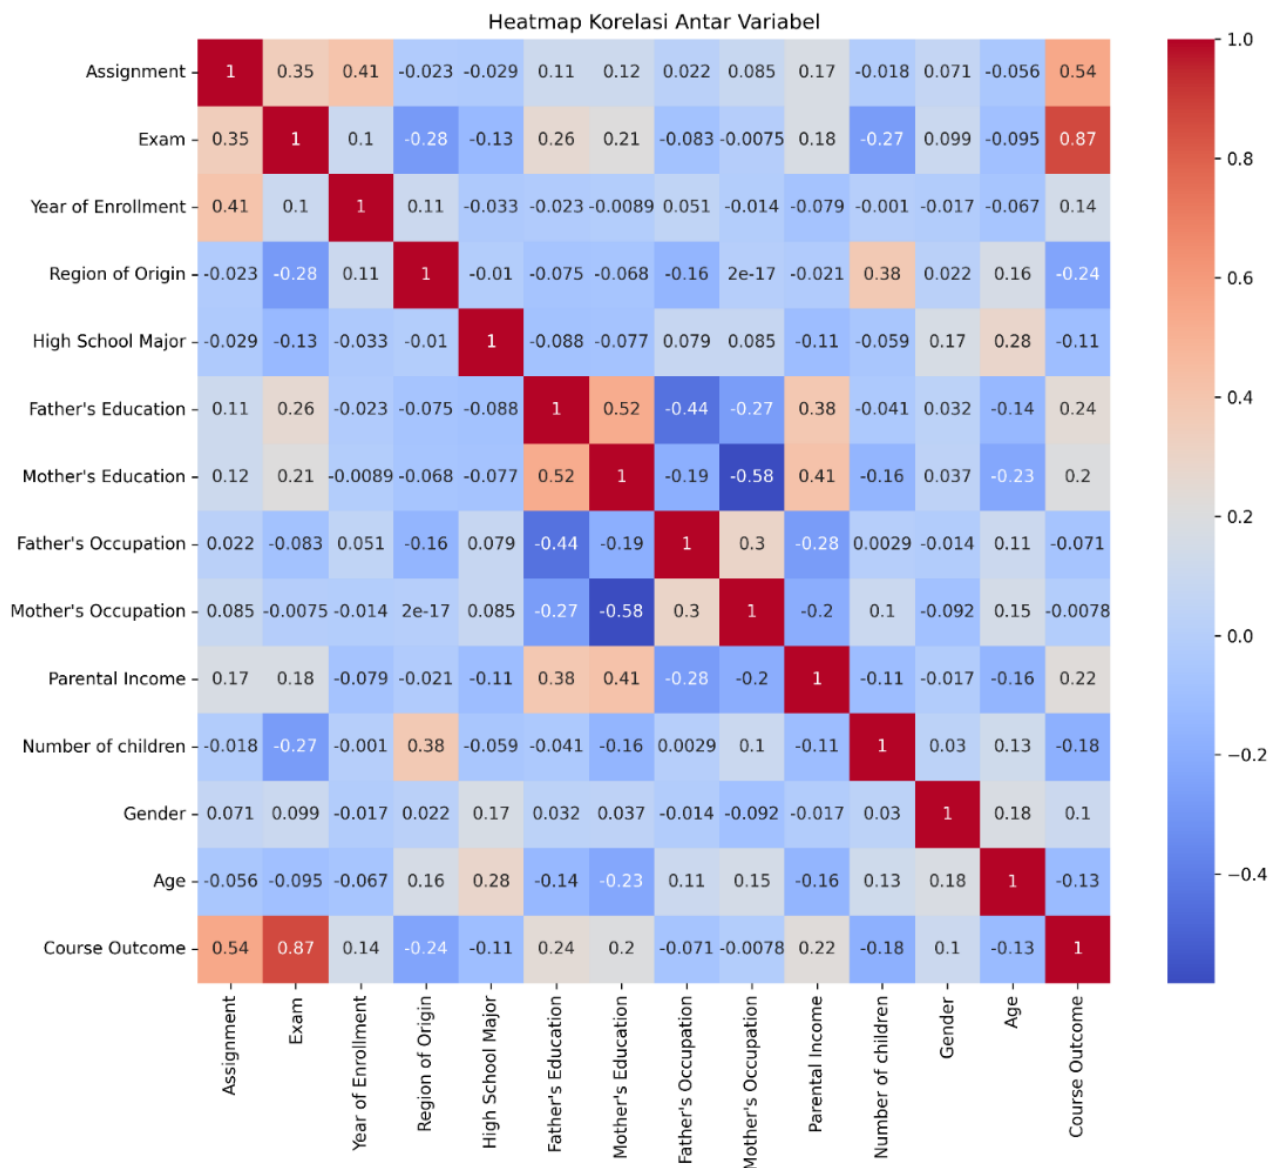 Heatmap Korelasi Antar Variabel
Assignment 1 0.35 0.41 -0.023 -0.029 0.11 0.12 0.022 0.085 0.17 -0.018 0.071 -0.056 0.54
Exam 0.35 1 0.1 -0.28 -0.13 0.26 0.21 -0.083 -0.0075 0.18 -0.27 0.099 -0.095 0.87
Year of Enrollment 0.41 0.1 1 0.11 -0.033 -0.023 -0.0089 0.051 -0.014 -0.079 -0.001 -0.017 -0.067 0.14
Region of Origin -0.023 -0.28 0.11 1 -0.01 -0.075 -0.068 -0.16 2e-17 -0.021 0.38 0.022 0.16 -0.24
High School Major -0.029 -0.13 -0.033 -0.01 1 -0.088 -0.077 0.079 0.085 -0.11 -0.059 0.17 0.28 -0.11
Father's Education 0.11 0.26 -0.023 -0.075 -0.088 1 0.52 -0.44 -0.27 0.38 -0.041 0.032 -0.14 0.24
Mother's Education 0.12 0.21 -0.0089 -0.068 -0.077 0.52 1 -0.19 -0.58 0.41 -0.16 0.037 -0.23 0.2
Father's Occupation 0.022 -0.083 0.051 -0.16 0.079 -0.44 -0.19 1 0.3 -0.28 0.0029 -0.014 0.11 -0.071
Mother's Occupation 0.085 -0.0075 -0.014 2e-17 0.085 -0.27 -0.58 0.3 1 -0.2 0.1 -0.092 0.15 -0.0078
Parental Income 0.17 0.18 -0.079 -0.021 -0.11 0.38 0.41 -0.28 -0.2 1 -0.11 -0.017 -0.16 0.22
Number of children -0.018 -0.27 -0.001 0.38 -0.059 -0.041 -0.16 0.0029 0.1 -0.11 1 0.03 0.13 -0.18
Gender 0.071 0.099 -0.017 0.022 0.17 0.032 0.037 -0.014 -0.092 -0.017 0.03 1 0.18 0.1
Age -0.056 -0.095 -0.067 0.16 0.28 -0.14 -0.23 0.11 0.15 -0.16 0.13 0.18 1 -0.13
Course Outcome 0.54 0.87 0.14 -0.24 -0.11 0.24 0.2 -0.071 -0.0078 0.22 -0.18 0.1 -0.13 1
Assignment
Exam
Year of Enrollment
Region of Origin
High School Major
Father's Education
Mother's Education
Father's Occupation
Mother's Occupation
Parental Income
Number of children
Gender
Age
Course Outcome
1.0
0.8
0.6
0.4
0.2
0.0
−0.2
−0.4